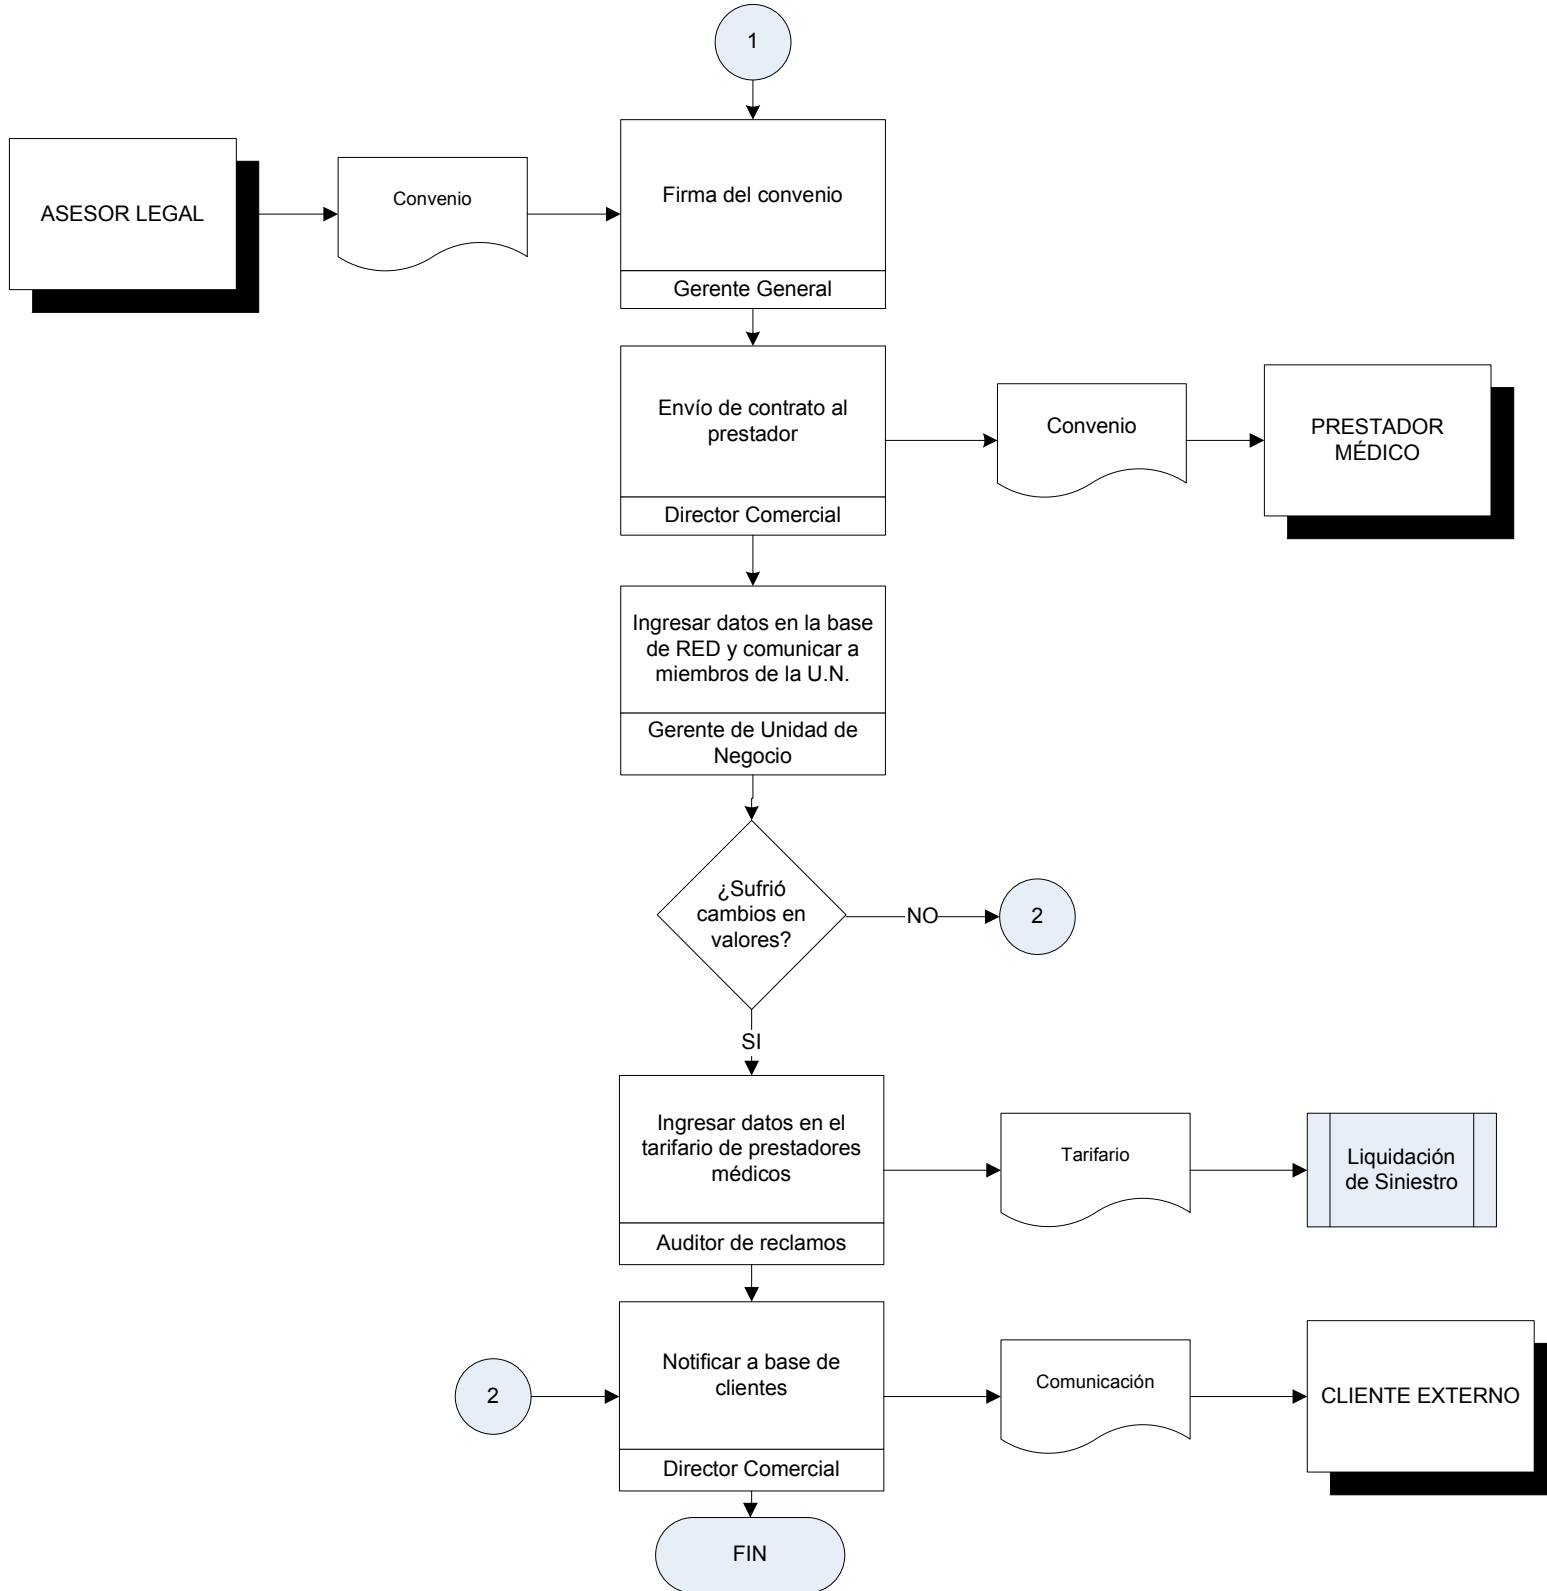 1
ASESOR LEGAL
Convenio
Firma del convenio
Gerente General
Envío de contrato al
prestador
Director Comercial
Convenio
PRESTADOR
MÉDICO
Ingresar datos en la base
de RED y comunicar a
miembros de la U.N.
Gerente de Unidad de
Negocio
¿Sufrió
cambios en
valores?
NO
2
SI
Ingresar datos en el
tarifario de prestadores
médicos
Auditor de reclamos
Tarifario
Liquidación
de Siniestro
2
Notificar a base de
clientes
Director Comercial
Comunicación
CLIENTE EXTERNO
FIN